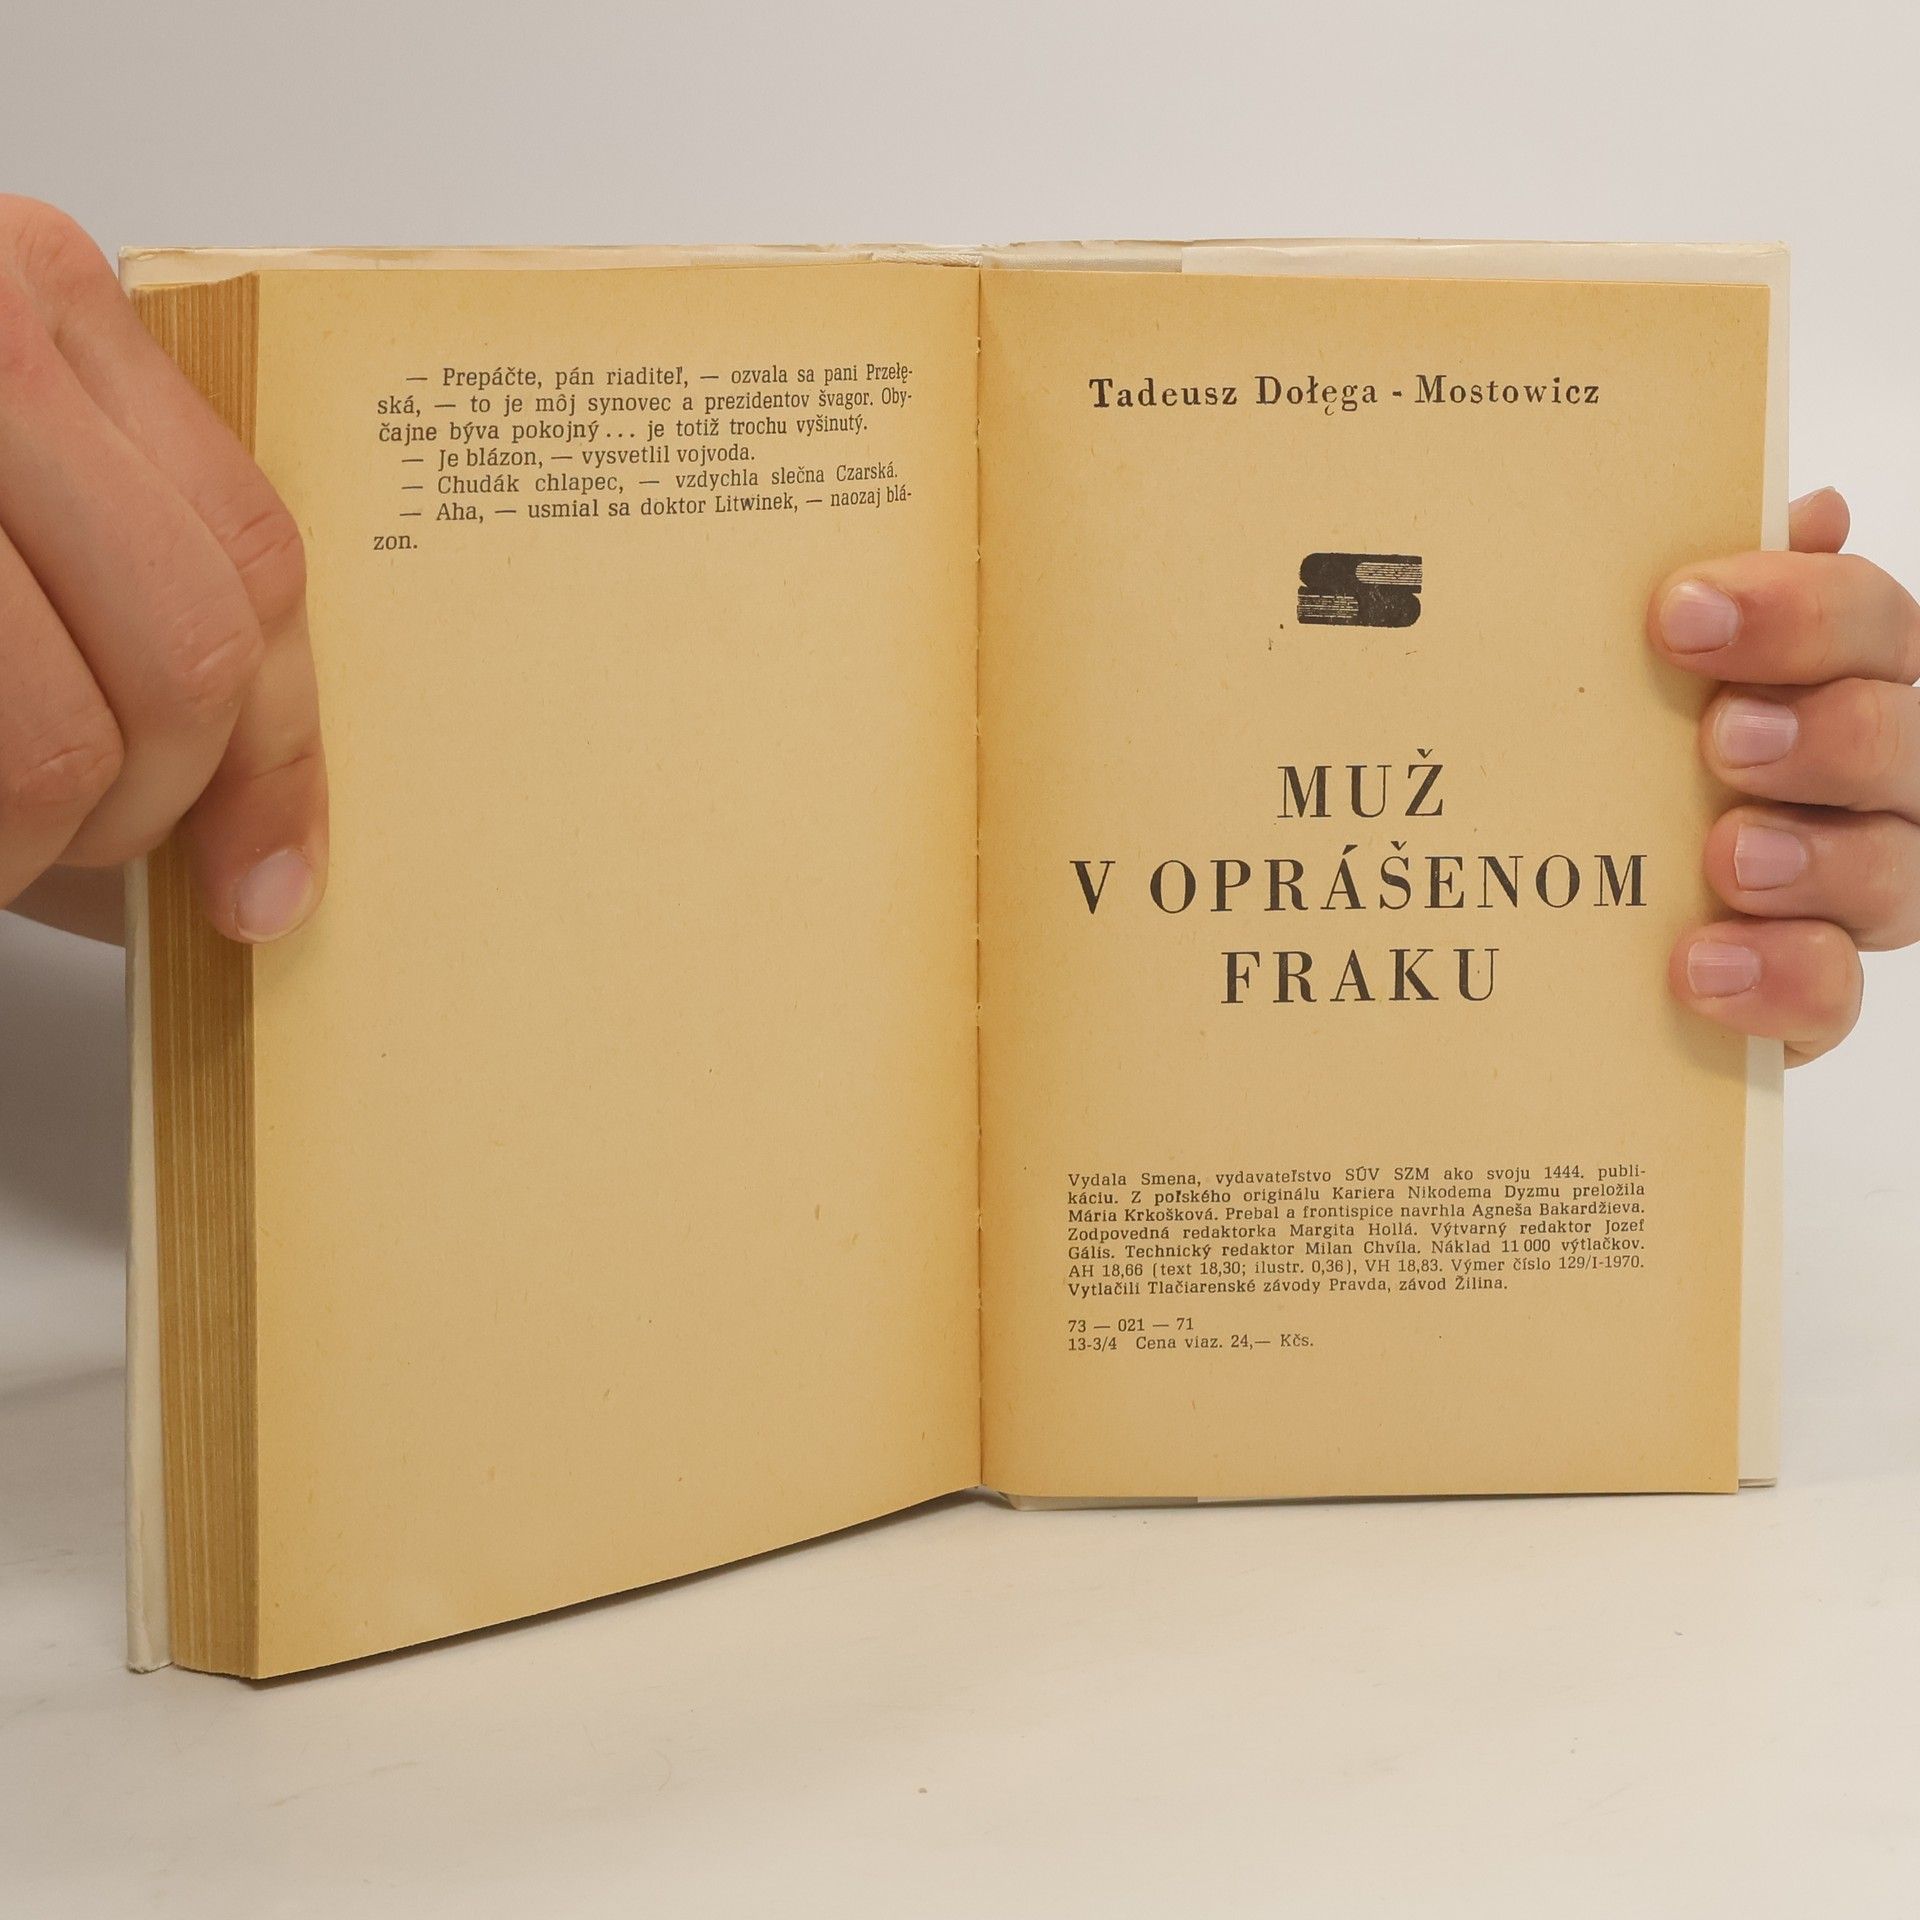 — Prepáčte, pán riaditeľ, — ozvala sa pani Przełę-
ská, — to je môj synovec a prezidentov švagor. Oby-
čajne býva pokojný... je totiž trochu vyšinutý.
— Je blázon, — vysvetlil vojvoda.
— Chudák chlapec, — vzdychla slečna Czarská.
— Aha, — usmial sa doktor Litwinek, — naozaj blá-
zon.
Tadeusz Dołęga - Mostowicz
MUŽ
V OPRÁŠENOM
FRAKU
Vydala Smena, vydavateľstvo SÚV SZM ako svoju 1444. publi-
káciu. Z poľského originálu Kariera Nikodema Dyzmu preložila
Mária Krkošková. Prebal a frontispice navrhla Agneša Bakardžieva.
Zodpovedná redaktorka Margita Hollá. Výtvarný redaktor Jozef
Gális. Technický redaktor Milan Chvíla. Náklad 11 000 výtlačkov.
AH 18,66 (text 18,30; ilustr. 0,36), VH 18,83. Výmer číslo 129/I-1970.
Vytlačili Tlačiarenské závody Pravda, závod Žilina.
73 — 021 — 71
13-3/4 Cena viaz. 24,— Kčs.